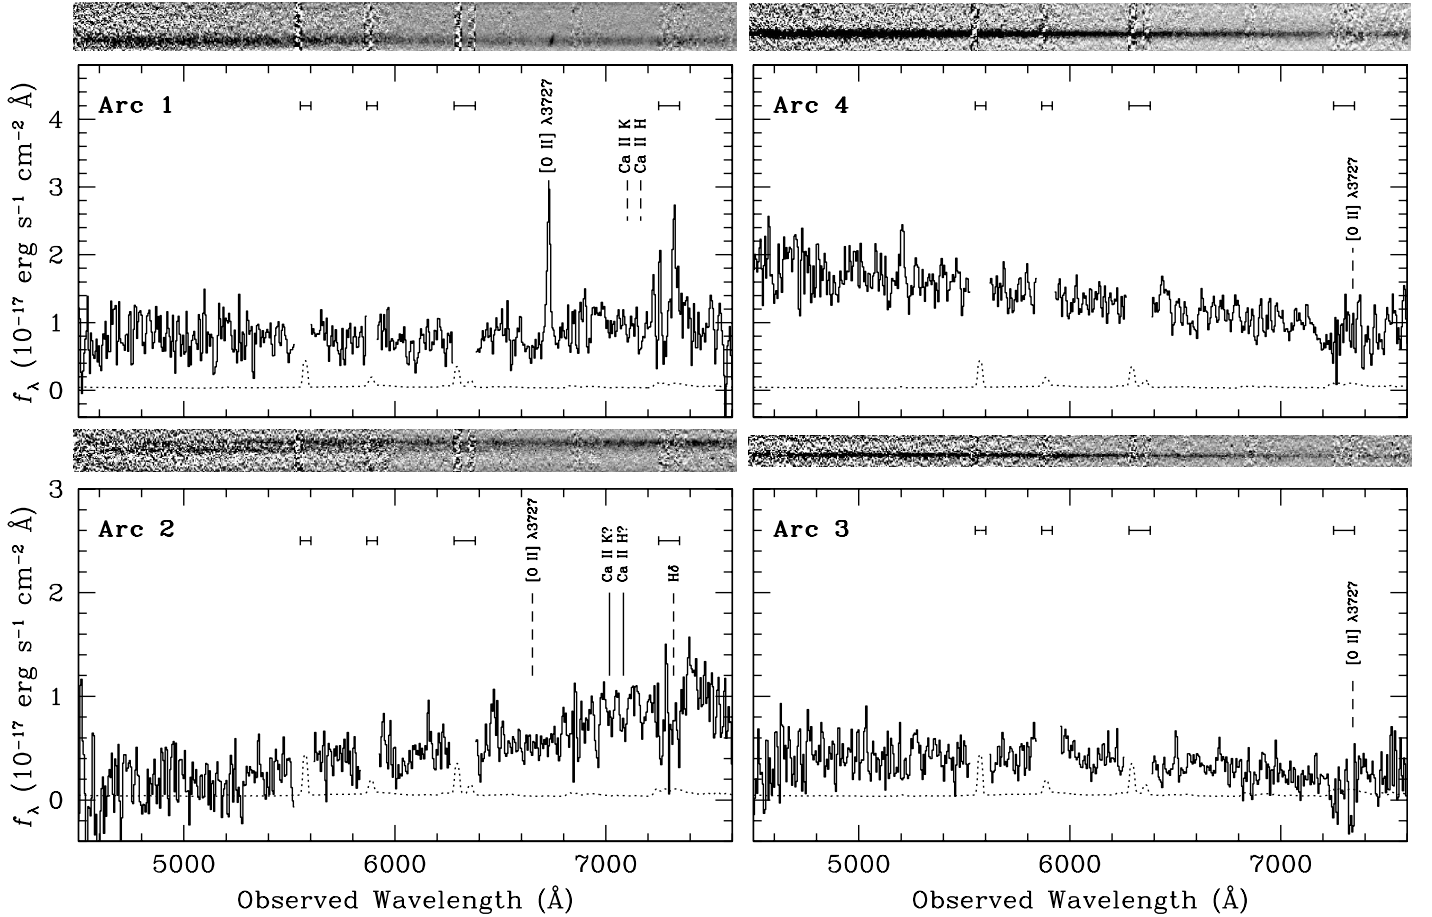 Arc 1
[O II] λ3727
Ca II K
Ca II H
4
3
2
1
0
f_λ (10⁻¹⁷ erg s⁻¹ cm⁻² Å)
Arc 4
[O II] λ3727
Arc 2
[O II] λ3727
Ca II K?
Ca II H?
Hδ
3
2
1
0
f_λ (10⁻¹⁷ erg s⁻¹ cm⁻² Å)
5000 6000 7000
Observed Wavelength (Å)
Arc 3
[O II] λ3727
5000 6000 7000
Observed Wavelength (Å)